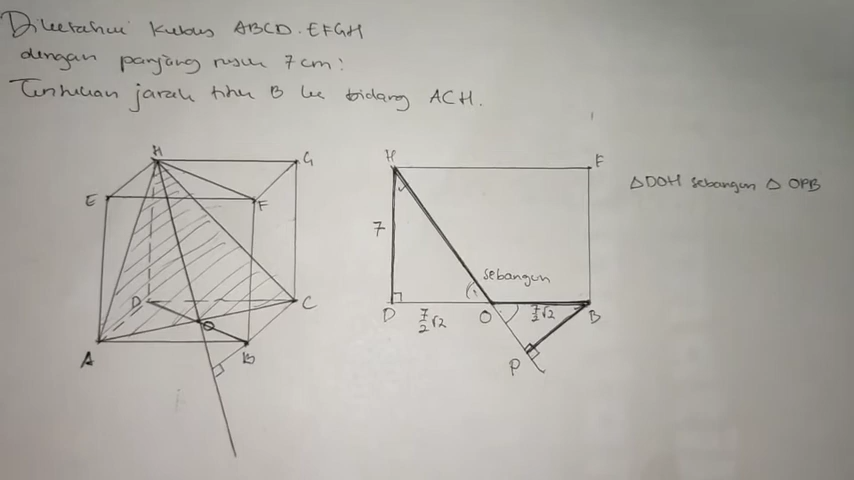 Diketahui Kubus ABCD.EFGH
dengan panjang rusuk 7 cm:
Tentukan jarak titik B ke bidang ACH.
H
G
E
F
D
C
O
A
B
H
F
7
sebangun
D
7/2 √2
O
7/2 √2
B
P
△DOH sebangun △ OPB